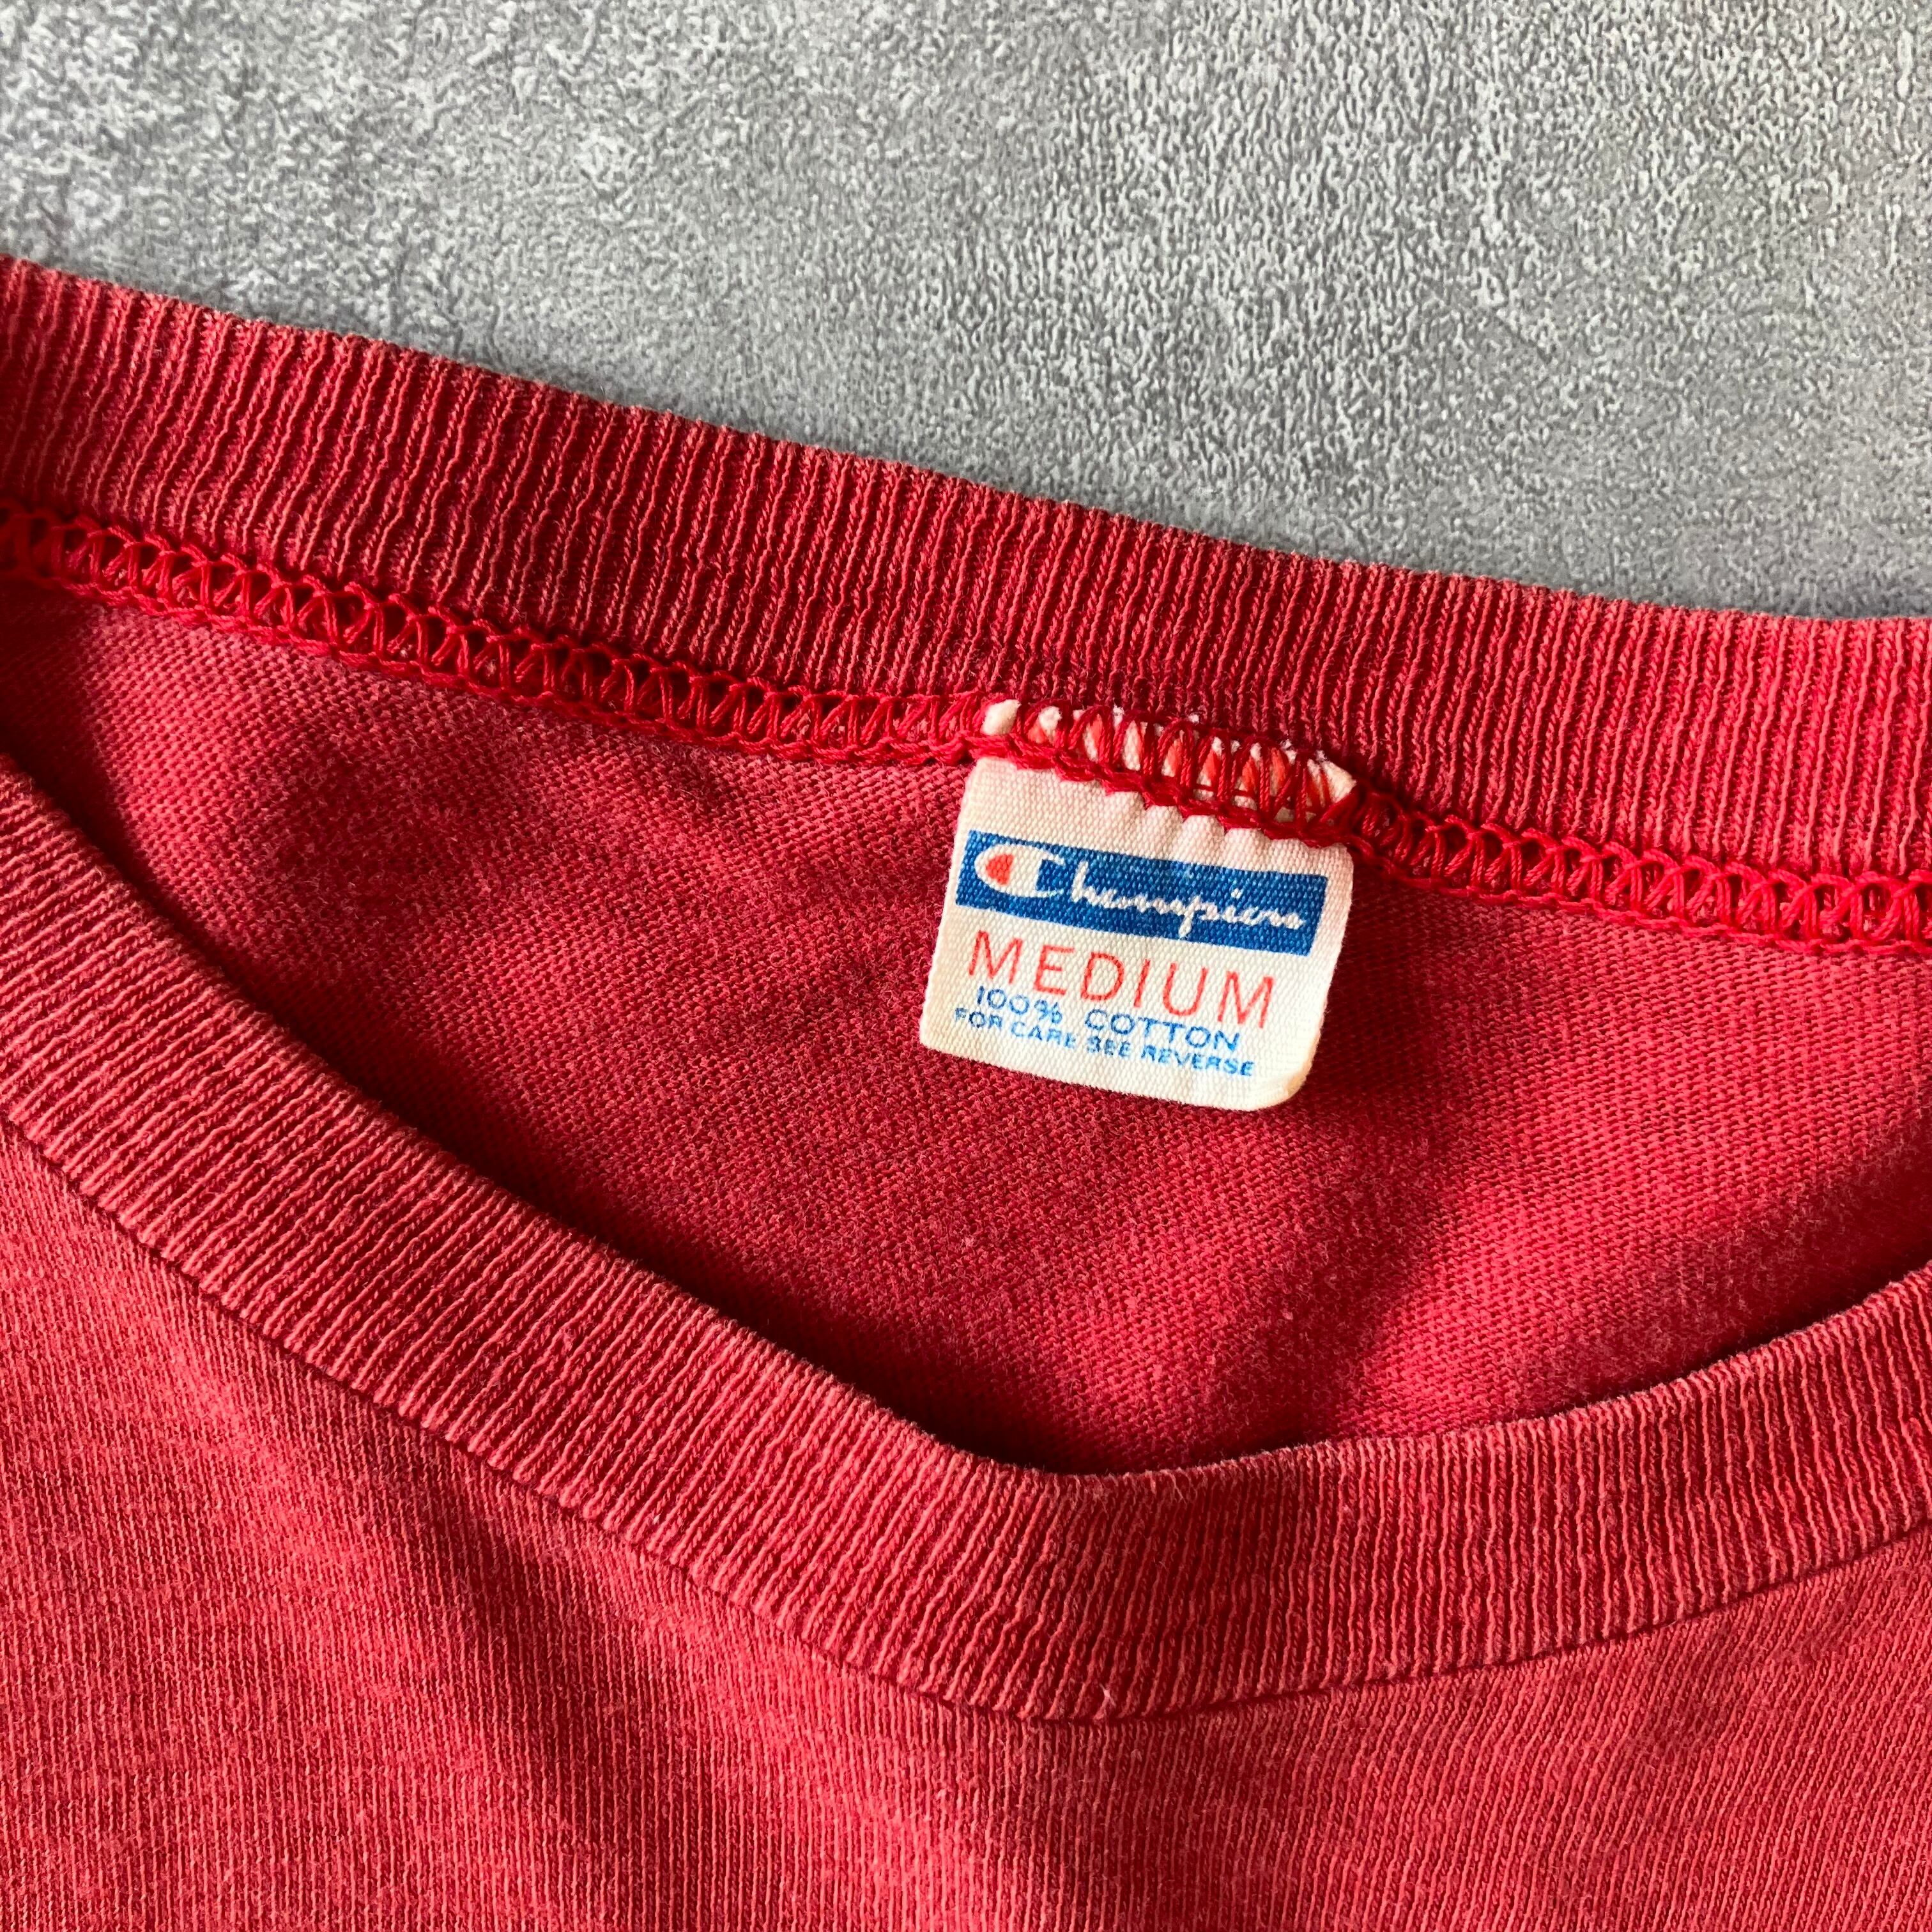 Champion
MEDIUM
100% COTTON
FOR CARE SEE REVERSE